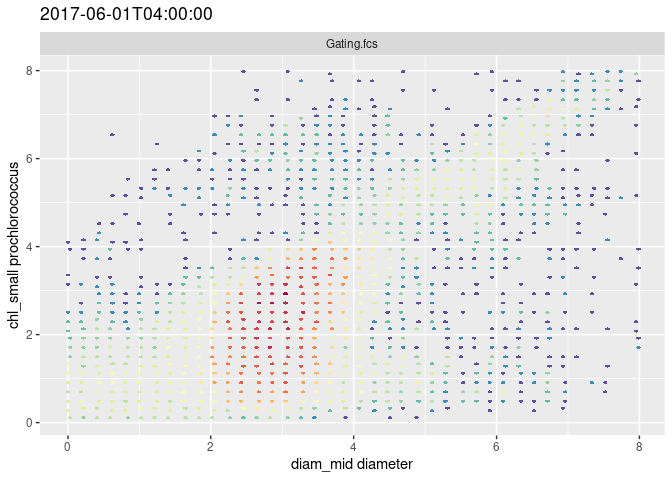 2017-06-01T04:00:00
Gating.fcs
8
6
4
2
0
chl_small prochlorococcus
0 2 4 6 8
diam_mid diameter